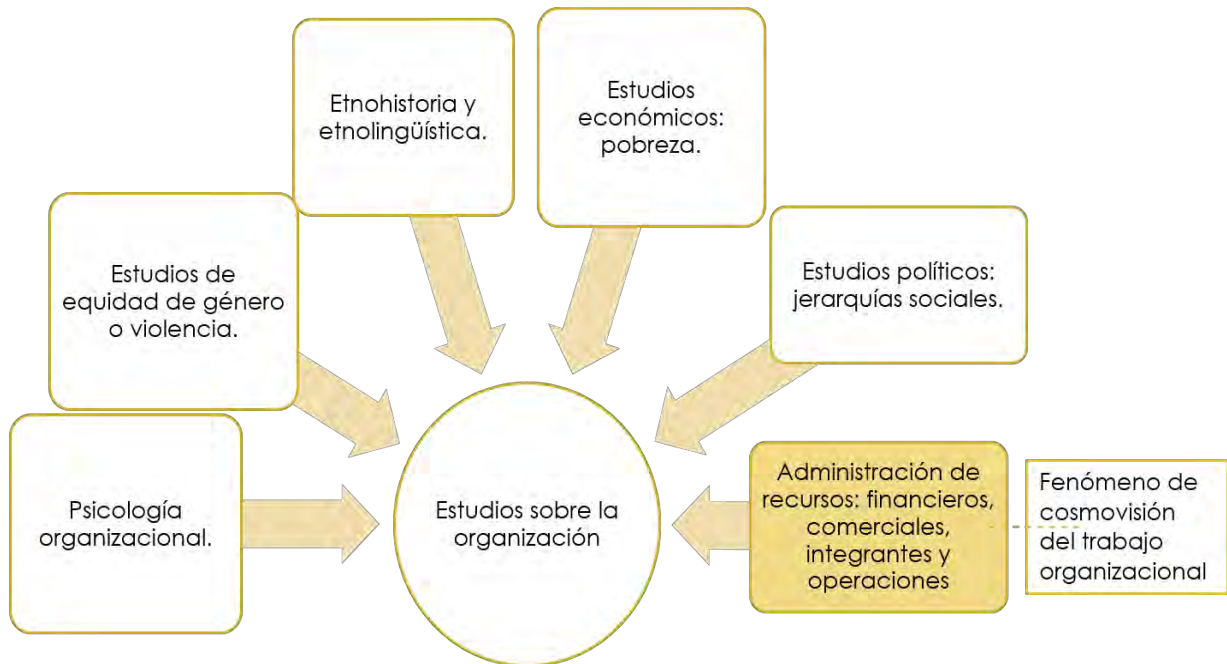 Etnohistoria y
etnolingüística.
Estudios
económicos:
pobreza.
Estudios de
equidad de género
o violencia.
Estudios políticos:
jerarquías sociales.
Psicología
organizacional.
Estudios sobre la
organización
Administración de
recursos: financieros,
comerciales,
integrantes y
operaciones
Fenómeno de
cosmovisión
del trabajo
organizacional